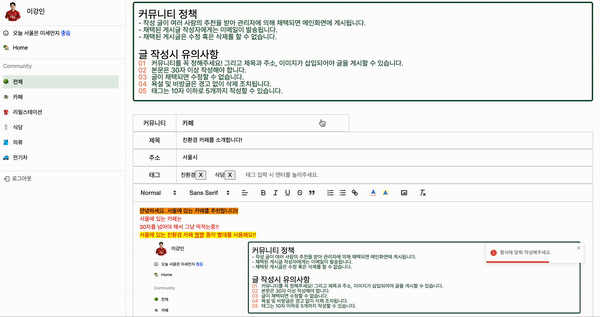 이강인
오늘 서울은 미세먼지 좋음
Home
Community
전체
카페
리필스테이션
식당
의류
전기차
로그아웃
커뮤니티 정책
- 작성 글이 여러 사람의 추천을 받아 관리자에 의해 채택되면 메인화면에 게시됩니다.
- 채택된 게시글 작성자에게는 이메일이 발송됩니다.
- 채택된 게시글은 수정 혹은 삭제를 할 수 없습니다.
글 작성시 유의사항
01 커뮤니티를 꼭 정해주세요! 그리고 제목과 주소, 이미지가 삽입되어야 글을 게시할 수 있습니다.
02 본문은 30자 이상 작성해야 합니다.
03 글이 채택되면 수정할 수 없습니다.
04 욕설 및 비방글은 경고 없이 삭제 조치됩니다.
05 태그는 10자 이하로 5개까지 작성할 수 있습니다.
커뮤니티 카페
제목 친환경 카페를 소개합니다!
주소 서울시
태그 친환경 X 식당 X 태그 입력 시 엔터를 눌러주세요.
Normal Sans Serif B I U S
안녕하세요, 서울에 있는 카페를 추천합니다!!
서울에 있는 카페는
30자를 넘어야 해서 그냥 막적는중!!
서울에 있는 친환경 카페
이강인
오늘 서울은 미세먼지 좋음
Home
Community
전체
카페
리필스테이션
커뮤니티 정책
- 작성 글이 여러 사람의 추천을 받아 관리자에 의해 채택되면 메인화면에 게시됩니다.
- 채택된 게시글 작성자에게는 이메일이 발송됩니다.
- 채택된 게시글은 수정 혹은 삭제를 할 수 없습니다.
글 작성시 유의사항
01 커뮤니티를 꼭 정해주세요! 그리고 제목과 주소, 이미지가 삽입되어야 글을 게시할 수 있습니다.
02 본문은 30자 이상 작성해야 합니다.
03 글이 채택되면 수정할 수 없습니다.
04 욕설 및 비방글은 경고 없이 삭제 조치됩니다.
05 태그는 10자 이하로 5개까지 작성할 수 있습니다.
형식에 맞춰 작성해주세요.